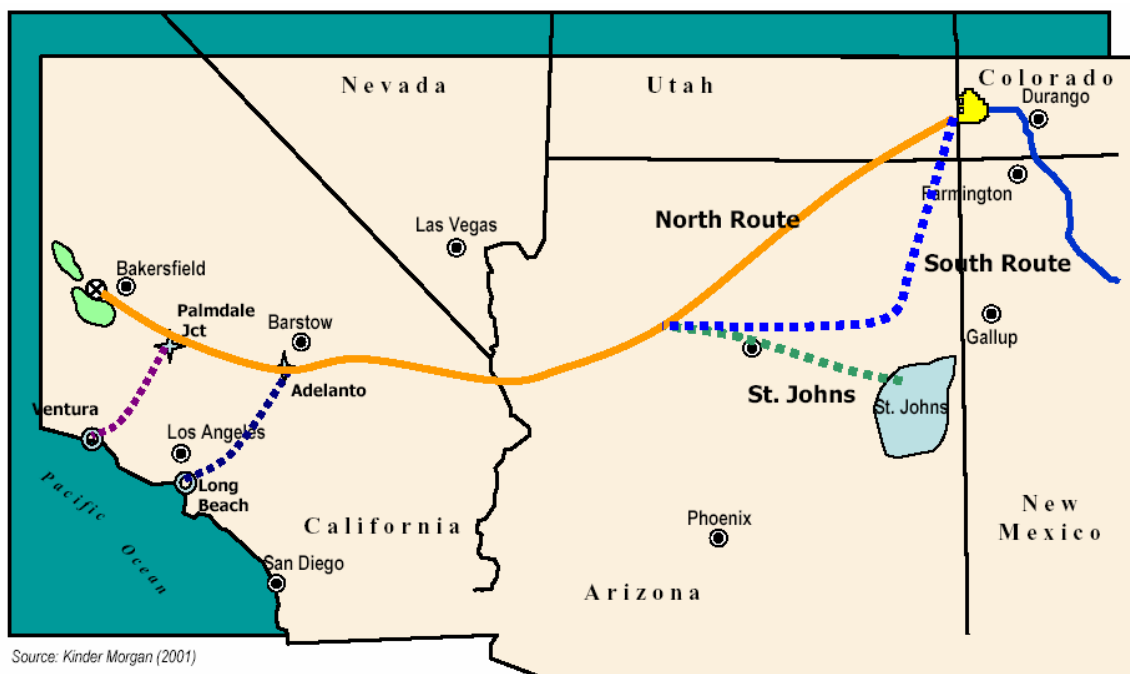 Nevada
Utah
Colorado
Durango
Farmington
North Route
Las Vegas
South Route
Bakersfield
Palmdale
Jct
Barstow
Gallup
Adelanto
St. Johns
St. Johns
Ventura
Los Angeles
Long
Beach
Pacific
Ocean
California
Phoenix
New
Mexico
San Diego
Arizona
Source: Kinder Morgan (2001)